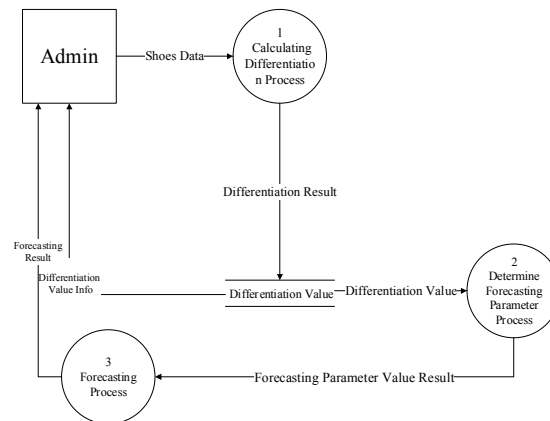 Admin
Shoes Data
1
Calculating
Differentiatio
n Process
Differentiation Result
Forecasting
Result
Differentiation
Value Info
Differentiation Value
Differentiation Value
2
Determine
Forecasting
Parameter
Process
3
Forecasting
Process
Forecasting Parameter Value Result